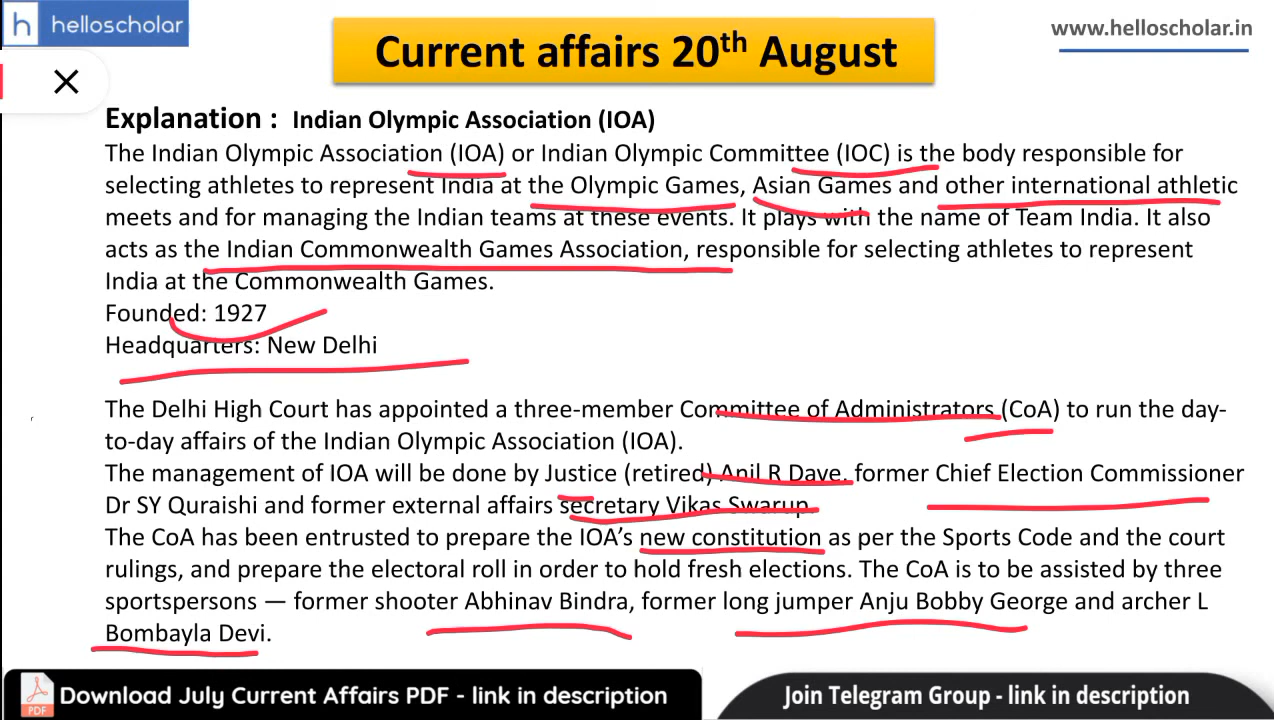 h helloscholar
www.helloscholar.in
Current affairs 20th August
Explanation : Indian Olympic Association (IOA)
The Indian Olympic Association (IOA) or Indian Olympic Committee (IOC) is the body responsible for
selecting athletes to represent India at the Olympic Games, Asian Games and other international athletic
meets and for managing the Indian teams at these events. It plays with the name of Team India. It also
acts as the Indian Commonwealth Games Association, responsible for selecting athletes to represent
India at the Commonwealth Games.
Founded: 1927
Headquarters: New Delhi
The Delhi High Court has appointed a three-member Committee of Administrators (CoA) to run the day-
to-day affairs of the Indian Olympic Association (IOA).
The management of IOA will be done by Justice (retired) Anil R Dave, former Chief Election Commissioner
Dr SY Quraishi and former external affairs secretary Vikas Swarup.
The CoA has been entrusted to prepare the IOA’s new constitution as per the Sports Code and the court
rulings, and prepare the electoral roll in order to hold fresh elections. The CoA is to be assisted by three
sportspersons — former shooter Abhinav Bindra, former long jumper Anju Bobby George and archer L
Bombayla Devi.
PDF Download July Current Affairs PDF - link in description
Join Telegram Group - link in description